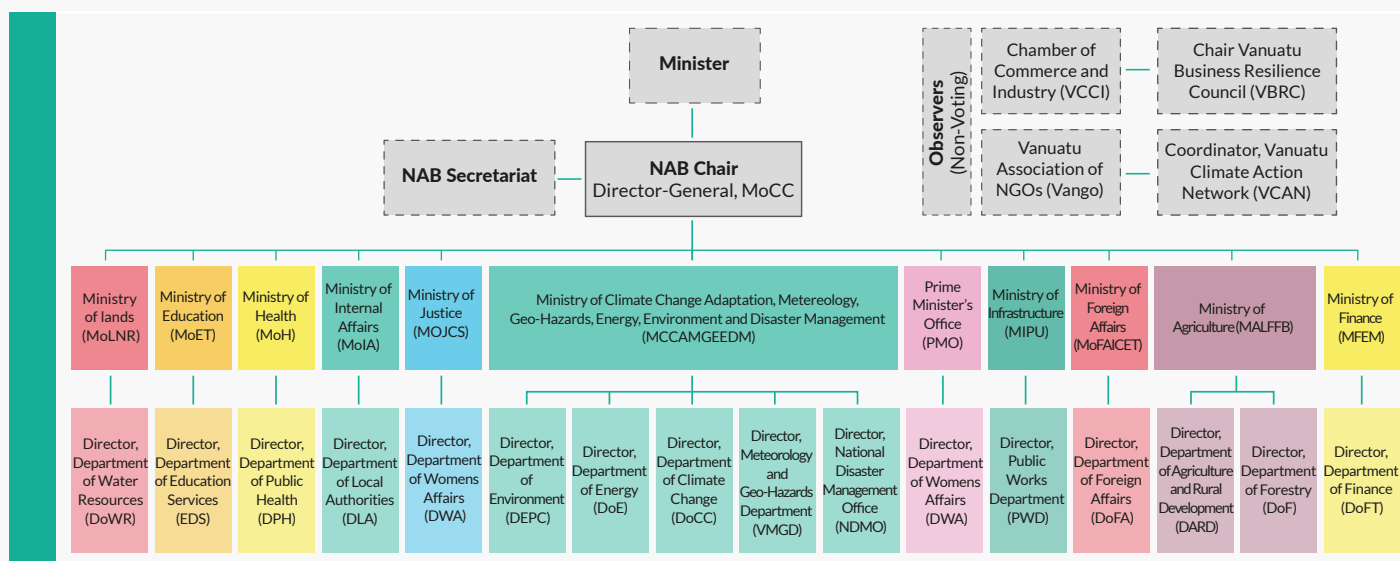 Minister
NAB Secretariat
NAB Chair
Director-General, MoCC
Observers
(Non-Voting)
Chamber of
Commerce and
Industry (VCCI)
Chair Vanuatu
Business Resilience
Council (VBRC)
Vanuatu
Association of
NGOs (Vango)
Coordinator, Vanuatu
Climate Action
Network (VCAN)
Ministry
of lands
(MoLNR)
Ministry of
Education
(MoET)
Ministry of
Health
(MoH)
Ministry of
Internal
Affairs
(MoIA)
Ministry of
Justice
(MOJCS)
Ministry of Climate Change Adaptation, Metereology,
Geo-Hazards, Energy, Environment and Disaster Management
(MCCAMGEEDM)
Prime
Minister's
Office
(PMO)
Ministry of
Infrastructure
(MIPU)
Ministry of
Foreign
Affairs
(MoFAICET)
Ministry of
Agriculture (MALFFB)
Ministry of
Finance
(MFEM)
Director,
Department
of Water
Resources
(DoWR)
Director,
Department
of Education
Services
(EDS)
Director,
Department
of Public
Health
(DPH)
Director,
Department
of Local
Authorities
(DLA)
Director,
Department
of Womens
Affairs
(DWA)
Director,
Department
of
Environment
(DEPC)
Director,
Department
of Energy
(DoE)
Director,
Department
of Climate
Change
(DoCC)
Director,
Meteorology
and
Geo-Hazards
Department
(VMGD)
Director,
National
Disaster
Management
Office
(NDMO)
Director,
Department
of Womens
Affairs
(DWA)
Director,
Public
Works
Department
(PWD)
Director,
Department
of Foreign
Affairs
(DoFA)
Director,
Department
of Agriculture
and Rural
Development
(DARD)
Director,
Department
of Forestry
(DoF)
Director,
Department
of Finance
(DoFT)